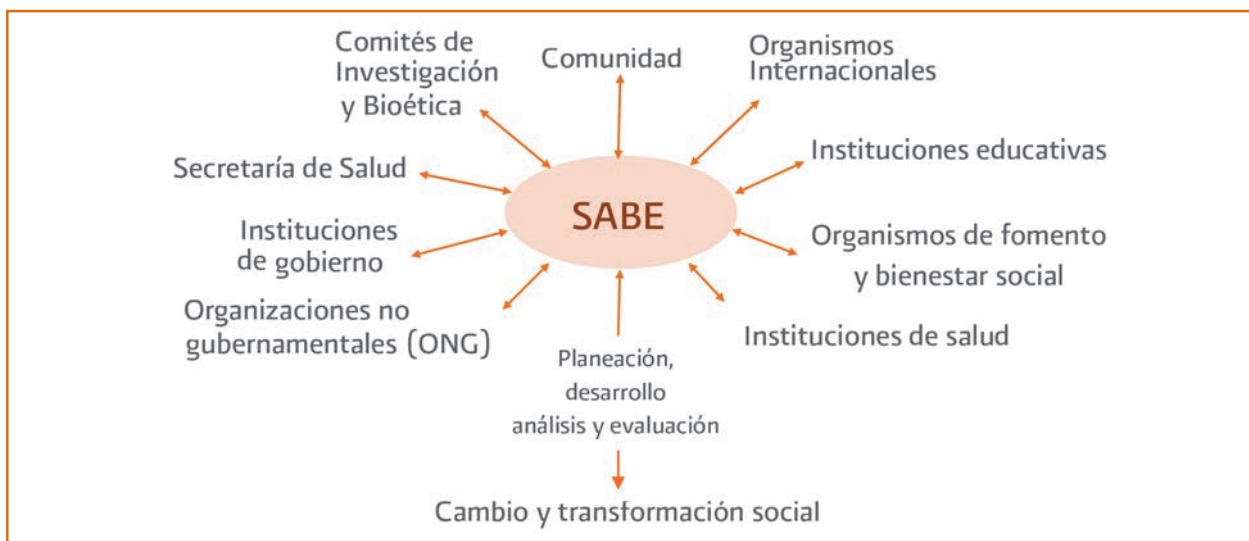 Comités de
Investigación
y Bioética
Comunidad
Organismos
Internacionales
Secretaría de Salud
Instituciones educativas
SABE
Instituciones
de gobierno
Organismos de fomento
y bienestar social
Organizaciones no
gubernamentales (ONG)
Instituciones de salud
Planeación,
desarrollo
análisis y evaluación
Cambio y transformación social